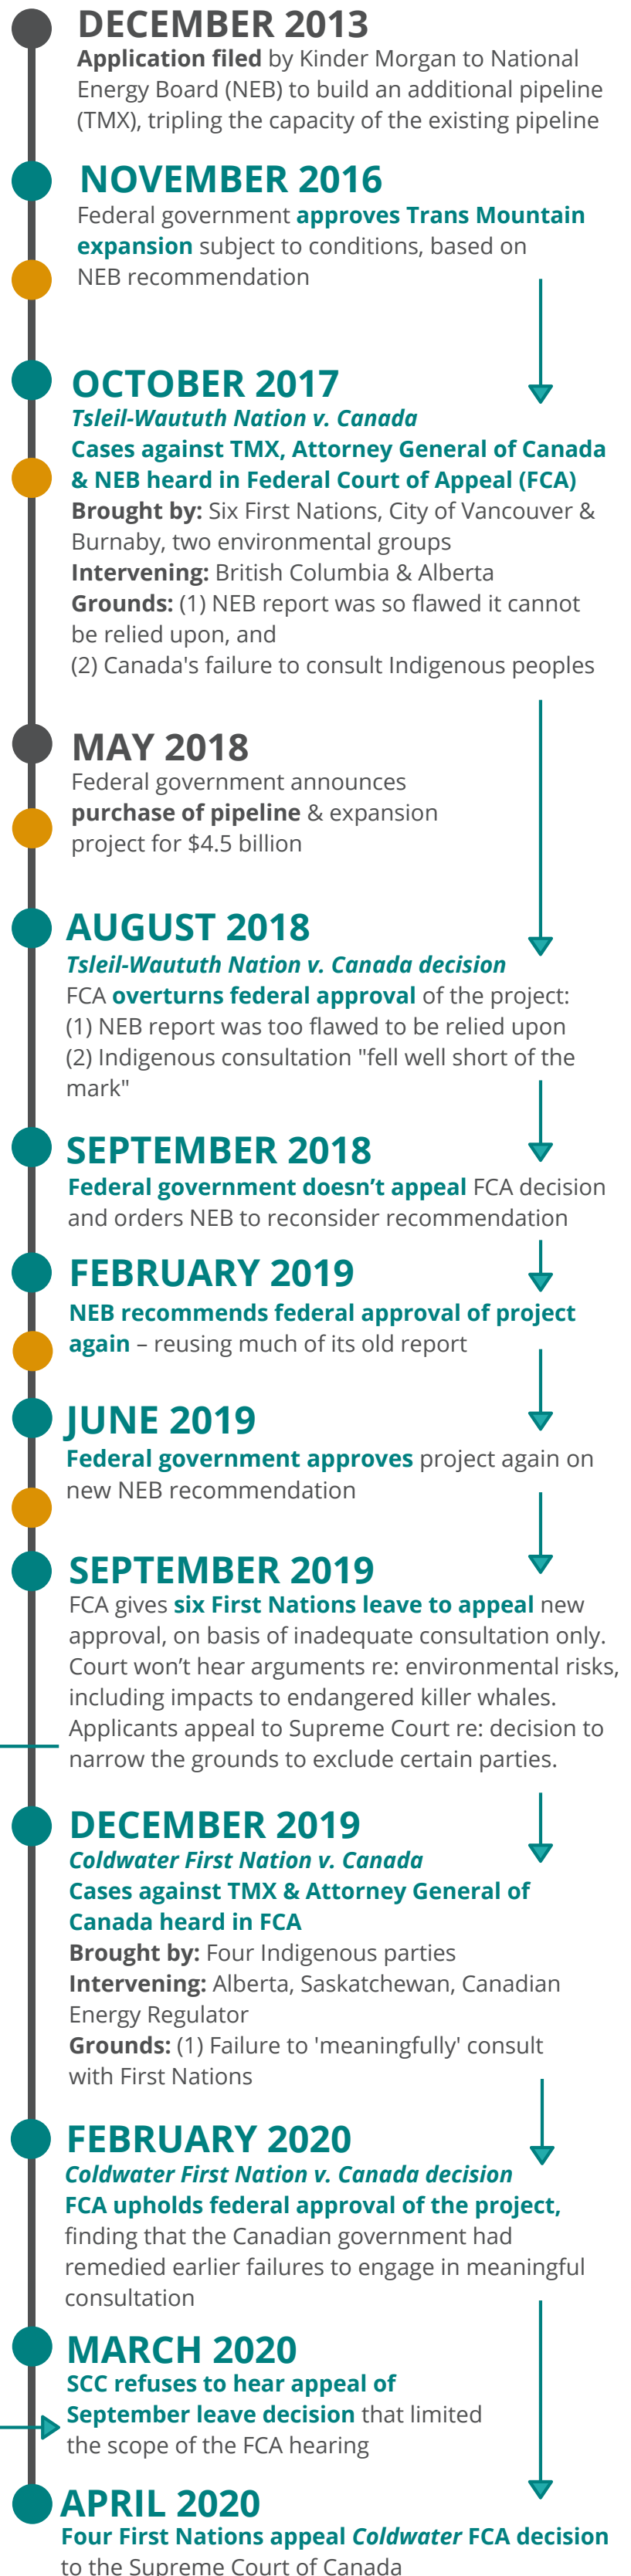 DECEMBER 2013
Application filed by Kinder Morgan to National
Energy Board (NEB) to build an additional pipeline
(TMX), tripling the capacity of the existing pipeline
NOVEMBER 2016
Federal government approves Trans Mountain
expansion subject to conditions, based on
NEB recommendation
OCTOBER 2017
Tsleil-Waututh Nation v. Canada
Cases against TMX, Attorney General of Canada
& NEB heard in Federal Court of Appeal (FCA)
Brought by: Six First Nations, City of Vancouver &
Burnaby, two environmental groups
Intervening: British Columbia & Alberta
Grounds: (1) NEB report was so flawed it cannot
be relied upon, and
(2) Canada's failure to consult Indigenous peoples
MAY 2018
Federal government announces
purchase of pipeline & expansion
project for $4.5 billion
AUGUST 2018
Tsleil-Waututh Nation v. Canada decision
FCA overturns federal approval of the project:
(1) NEB report was too flawed to be relied upon
(2) Indigenous consultation "fell well short of the
mark"
SEPTEMBER 2018
Federal government doesn’t appeal FCA decision
and orders NEB to reconsider recommendation
FEBRUARY 2019
NEB recommends federal approval of project
again – reusing much of its old report
JUNE 2019
Federal government approves project again on
new NEB recommendation
SEPTEMBER 2019
FCA gives six First Nations leave to appeal new
approval, on basis of inadequate consultation only.
Court won’t hear arguments re: environmental risks,
including impacts to endangered killer whales.
Applicants appeal to Supreme Court re: decision to
narrow the grounds to exclude certain parties.
DECEMBER 2019
Coldwater First Nation v. Canada
Cases against TMX & Attorney General of
Canada heard in FCA
Brought by: Four Indigenous parties
Intervening: Alberta, Saskatchewan, Canadian
Energy Regulator
Grounds: (1) Failure to 'meaningfully' consult
with First Nations
FEBRUARY 2020
Coldwater First Nation v. Canada decision
FCA upholds federal approval of the project,
finding that the Canadian government had
remedied earlier failures to engage in meaningful
consultation
MARCH 2020
SCC refuses to hear appeal of
September leave decision that limited
the scope of the FCA hearing
APRIL 2020
Four First Nations appeal Coldwater FCA decision
to the Supreme Court of Canada